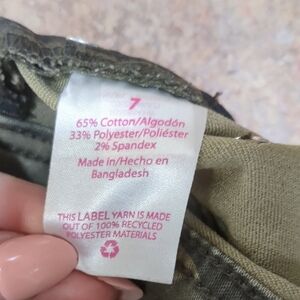 7
65% Cotton/Algodón
33% Polyester/Poliéster
2% Spandex
Made in/Hecho en
Bangladesh
THIS LABEL YARN IS MADE
OUT OF 100% RECYCLED
POLYESTER MATERIALS